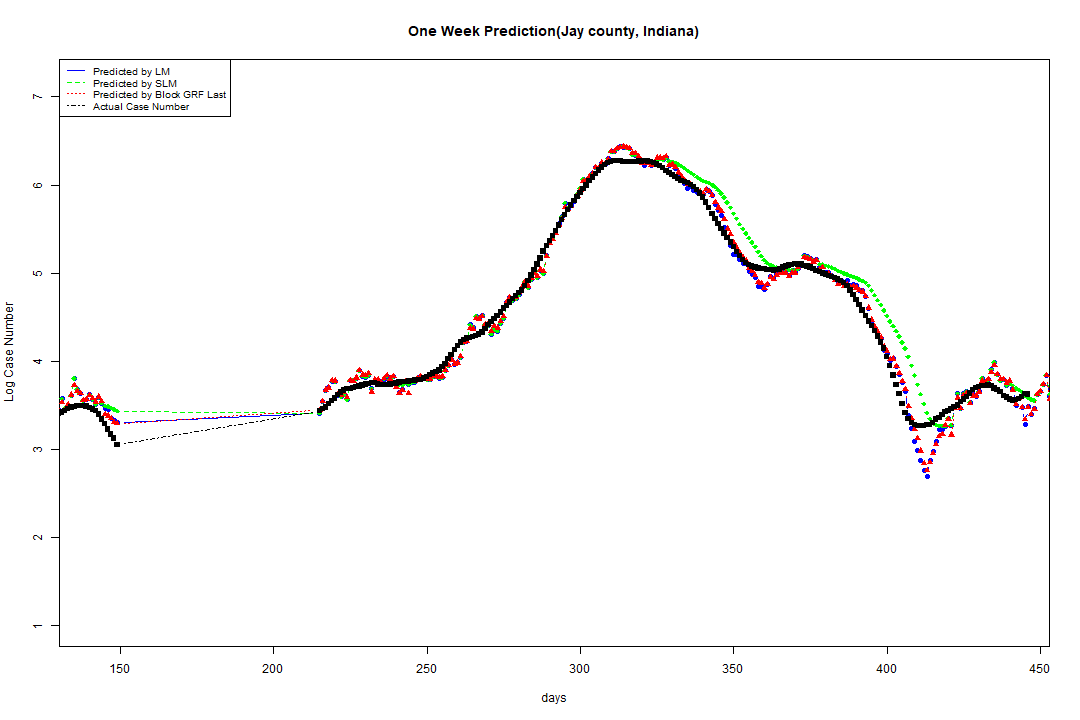 One Week Prediction(Jay county, Indiana)
Predicted by LM
Predicted by SLM
Predicted by Block GRF Last
Actual Case Number
7
6
5
4
3
2
1
Log Case Number
150 200 250 300 350 400 450
days